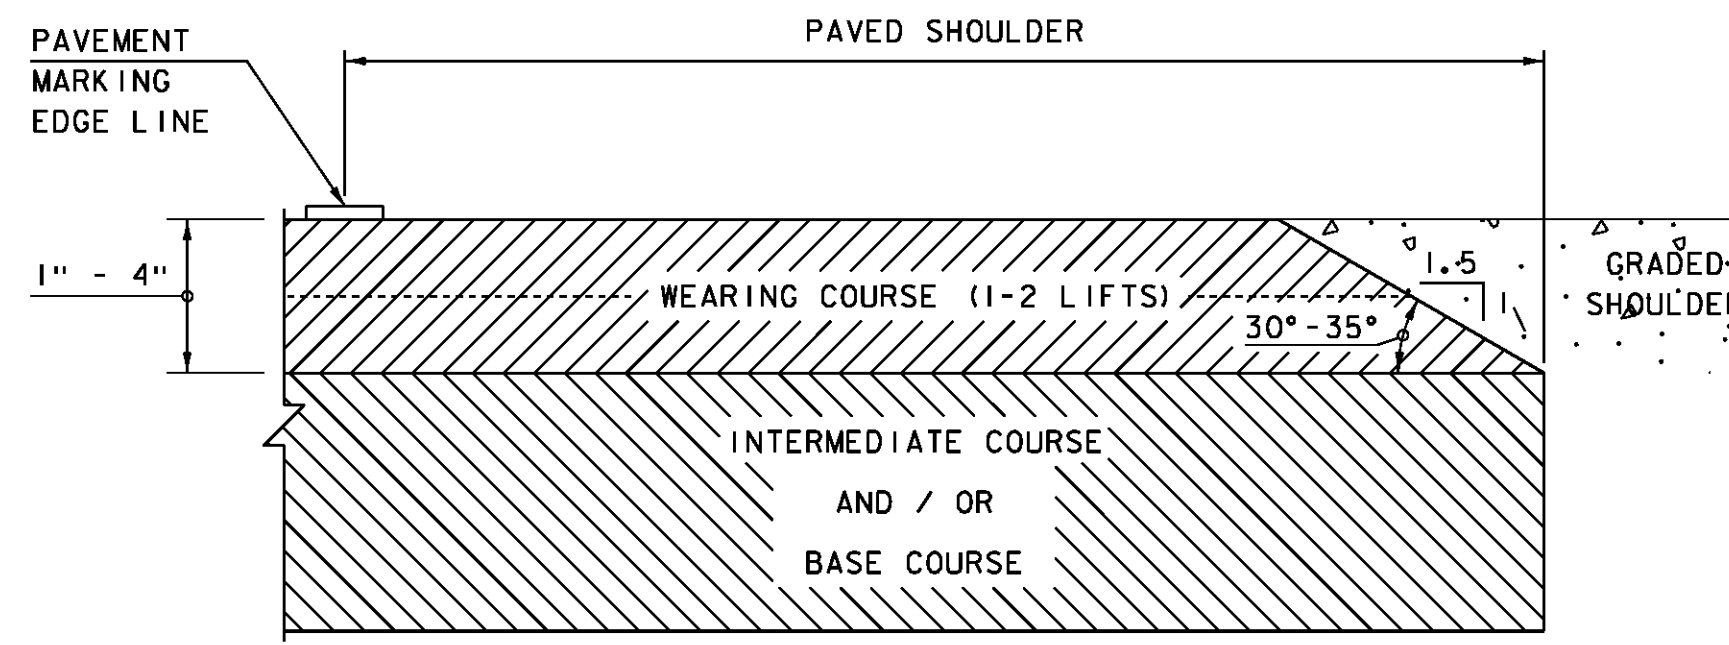 PAVEMENT
MARKING
EDGE LINE
PAVED SHOULDER
1" - 4"
WEARING COURSE (1-2 LIFTS)
1.5
1
30°-35°
GRADED
SHOULDER
INTERMEDIATE COURSE
AND / OR
BASE COURSE